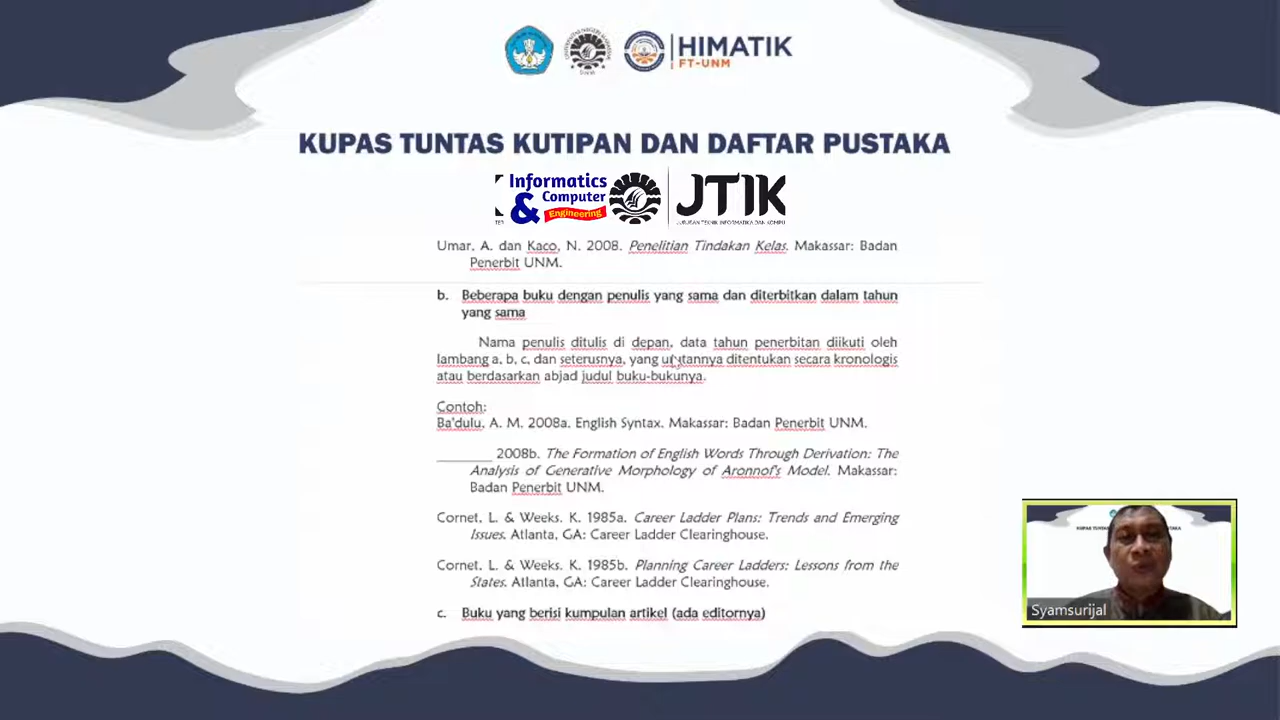 HIMATIK
FT-UNM
KUPAS TUNTAS KUTIPAN DAN DAFTAR PUSTAKA
Informatics
& Computer
Engineering
JTIK
JURUSAN TEKNIK INFORMATIKA DAN KOMPU
Umar, A. dan Kaco, N. 2008. Penelitian Tindakan Kelas. Makassar: Badan
Penerbit UNM.
b. Beberapa buku dengan penulis yang sama dan diterbitkan dalam tahun
yang sama
Nama penulis ditulis di depan, data tahun penerbitan diikuti oleh
lambang a, b, c, dan seterusnya, yang urutannya ditentukan secara kronologis
atau berdasarkan abjad judul buku-bukunya.
Contoh:
Ba'dulu, A. M. 2008a. English Syntax. Makassar: Badan Penerbit UNM.
________ 2008b. The Formation of English Words Through Derivation: The
Analysis of Generative Morphology of Aronnof's Model. Makassar:
Badan Penerbit UNM.
Cornet, L. & Weeks. K. 1985a. Career Ladder Plans: Trends and Emerging
Issues. Atlanta, GA: Career Ladder Clearinghouse.
Cornet, L. & Weeks. K. 1985b. Planning Career Ladders: Lessons from the
States. Atlanta, GA: Career Ladder Clearinghouse.
c. Buku yang berisi kumpulan artikel (ada editornya)
Syamsurijal